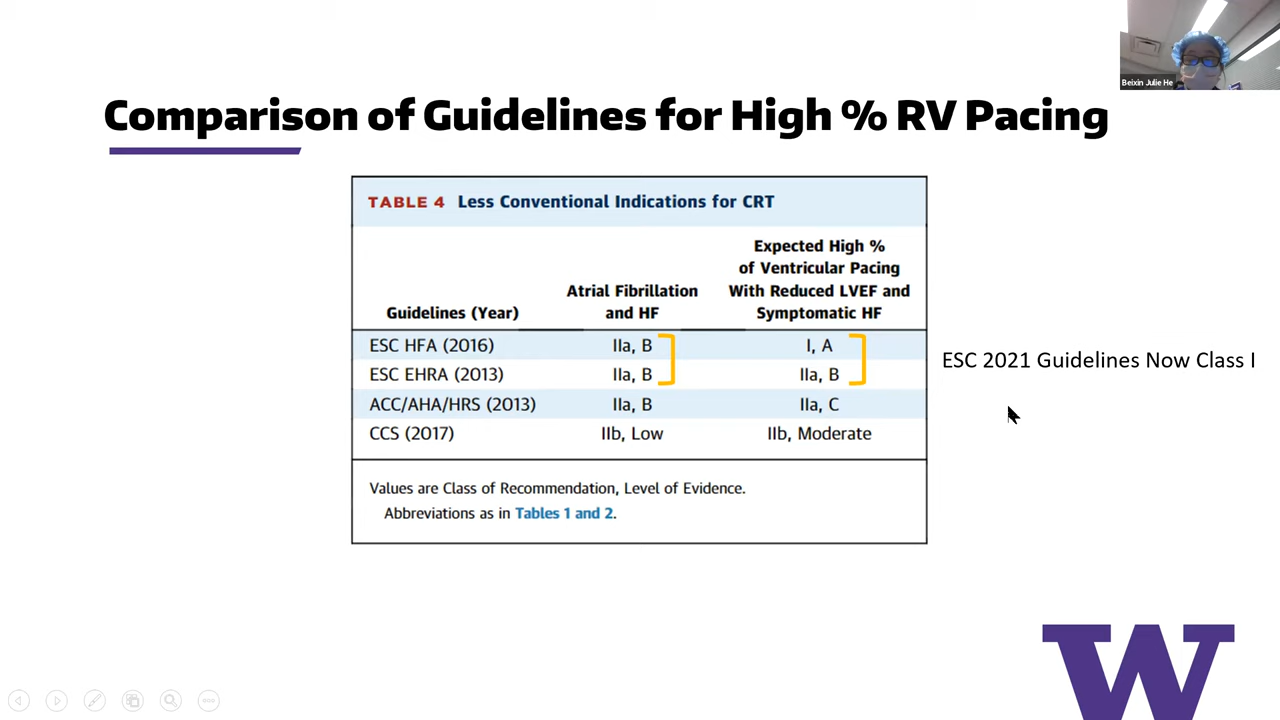 Beixin Julie He
Comparison of Guidelines for High % RV Pacing
TABLE 4 Less Conventional Indications for CRT
Guidelines (Year)
Atrial Fibrillation
and HF
Expected High %
of Ventricular Pacing
With Reduced LVEF and
Symptomatic HF
ESC HFA (2016) IIa, B I, A
ESC EHRA (2013) IIa, B IIa, B
ACC/AHA/HRS (2013) IIa, B IIa, C
CCS (2017) IIb, Low IIb, Moderate
ESC 2021 Guidelines Now Class I
Values are Class of Recommendation, Level of Evidence.
Abbreviations as in Tables 1 and 2.
W